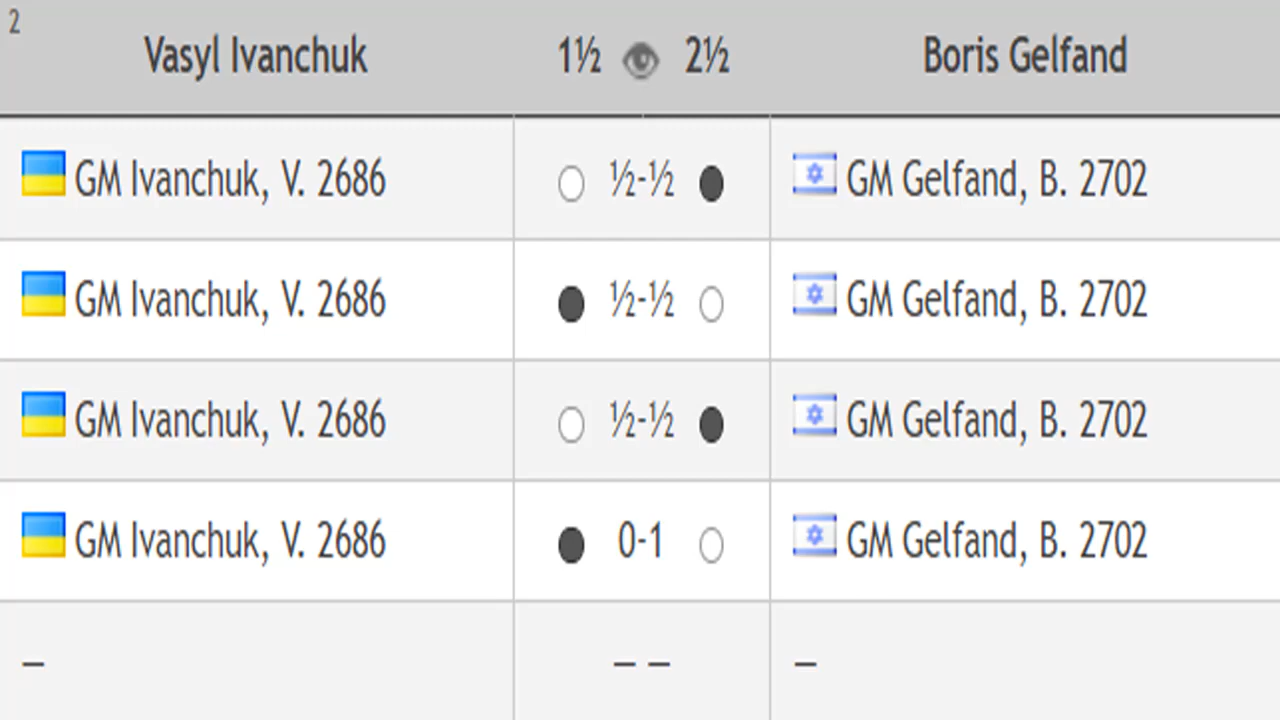 2
Vasyl Ivanchuk 1½ 2½ Boris Gelfand
GM Ivanchuk, V. 2686 ½-½ GM Gelfand, B. 2702
GM Ivanchuk, V. 2686 ½-½ GM Gelfand, B. 2702
GM Ivanchuk, V. 2686 ½-½ GM Gelfand, B. 2702
GM Ivanchuk, V. 2686 0-1 GM Gelfand, B. 2702
– – – –